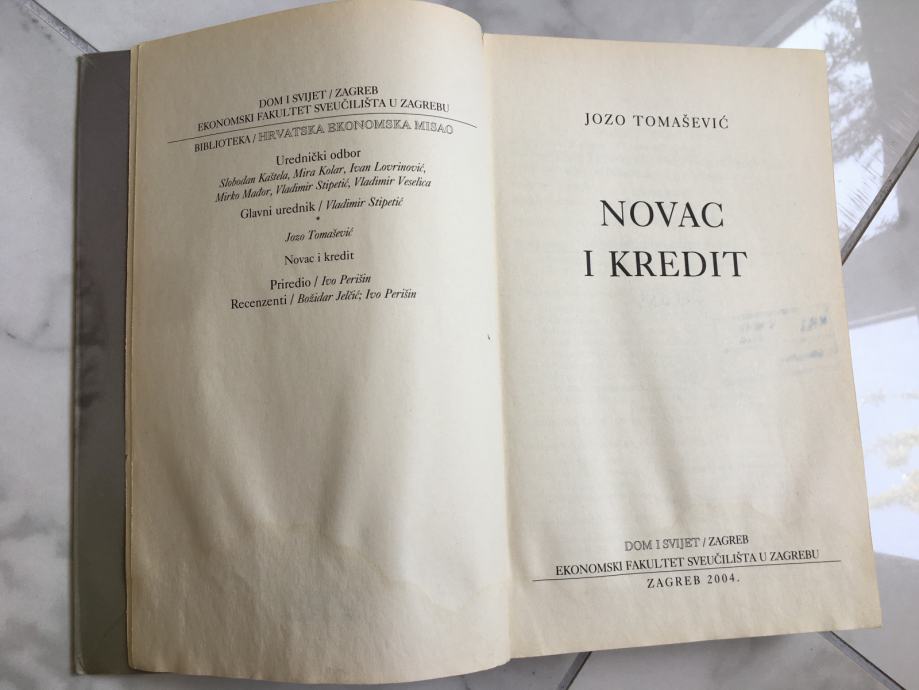 DOM I SVIJET / ZAGREB
EKONOMSKI FAKULTET SVEUČILIŠTA U ZAGREBU
BIBLIOTEKA / HRVATSKA EKONOMSKA MISAO
Urednički odbor
Slobodan Kaštela, Mira Kolar, Ivan Lovrinović,
Mirko Mađor, Vladimir Stipetić, Vladimir Veselica
Glavni urednik / Vladimir Stipetić
*
Jozo Tomašević
Novac i kredit
Priredio / Ivo Perišin
Recenzenti / Božidar Jelčić; Ivo Perišin
JOZO TOMAŠEVIĆ
NOVAC
I KREDIT
DOM I SVIJET / ZAGREB
EKONOMSKI FAKULTET SVEUČILIŠTA U ZAGREBU
ZAGREB 2004.